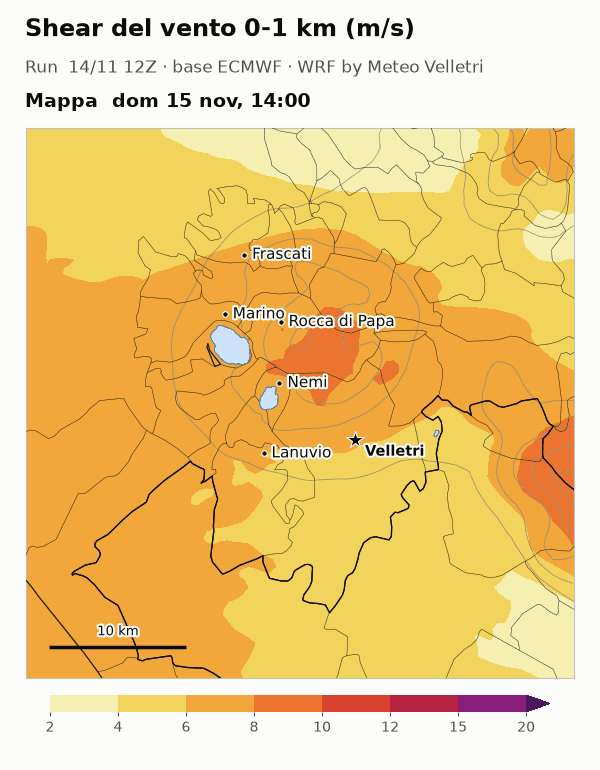 Shear del vento 0-1 km (m/s)
Run  14/11 12Z · base ECMWF · WRF by Meteo Velletri
Mappa  dom 15 nov, 14:00
Frascati
Marino
Rocca di Papa
Nemi
Velletri
Lanuvio
10 km
2 4 6 8 10 12 15 20